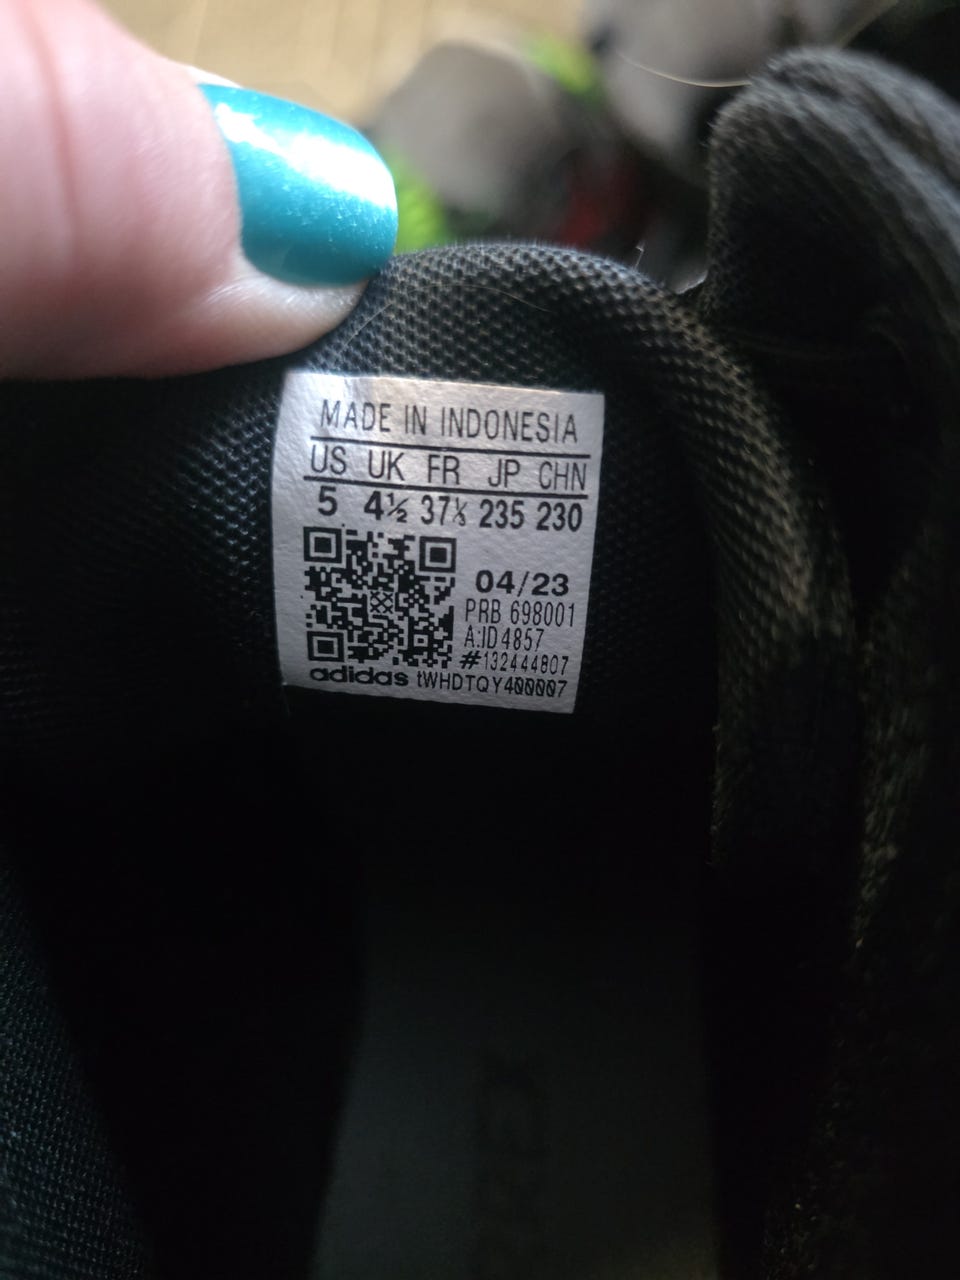 MADE IN INDONESIA
US UK FR JP CHN
5 4½ 37⅓ 235 230
04/23
PRB 698001
A:ID4857
#132444807
adidas tWHDTQY400007